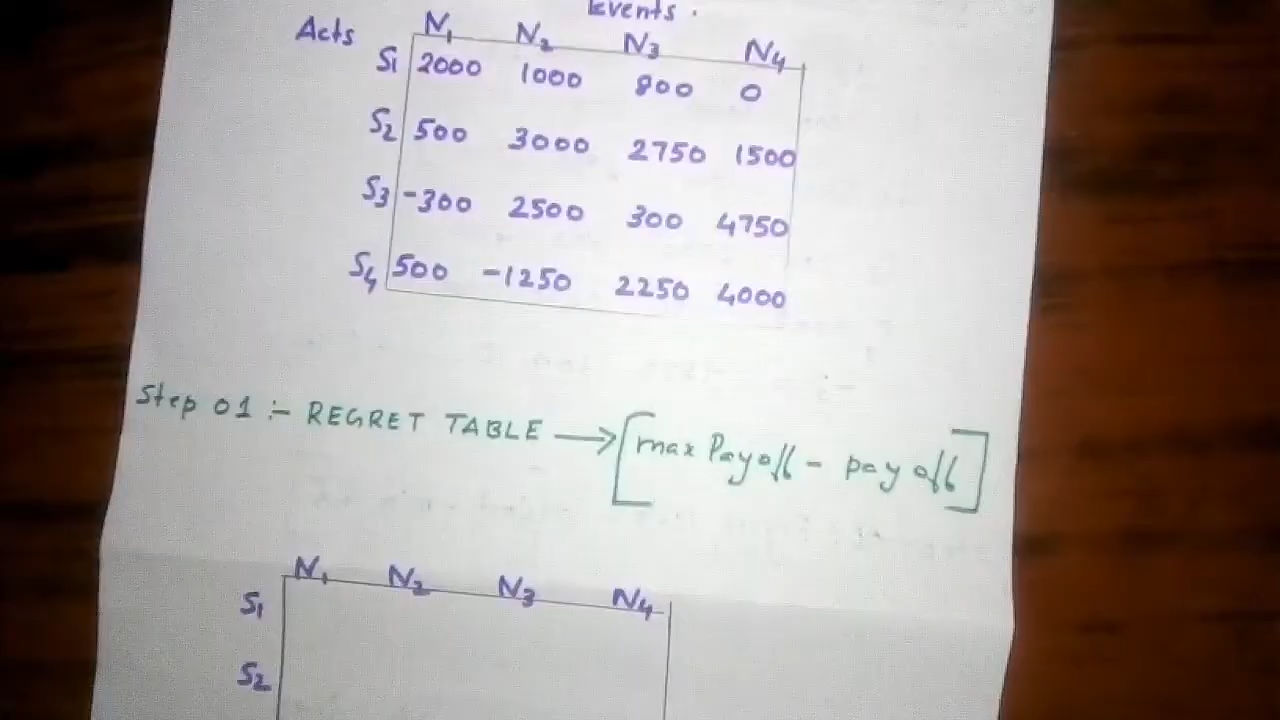 Events.
Acts N1 N2 N3 N4
S1 2000 1000 800 0
S2 500 3000 2750 1500
S3 -300 2500 300 4750
S4 500 -1250 2250 4000
Step 01 :- REGRET TABLE → [max Payoff - pay off]
N1 N2 N3 N4
S1
S2